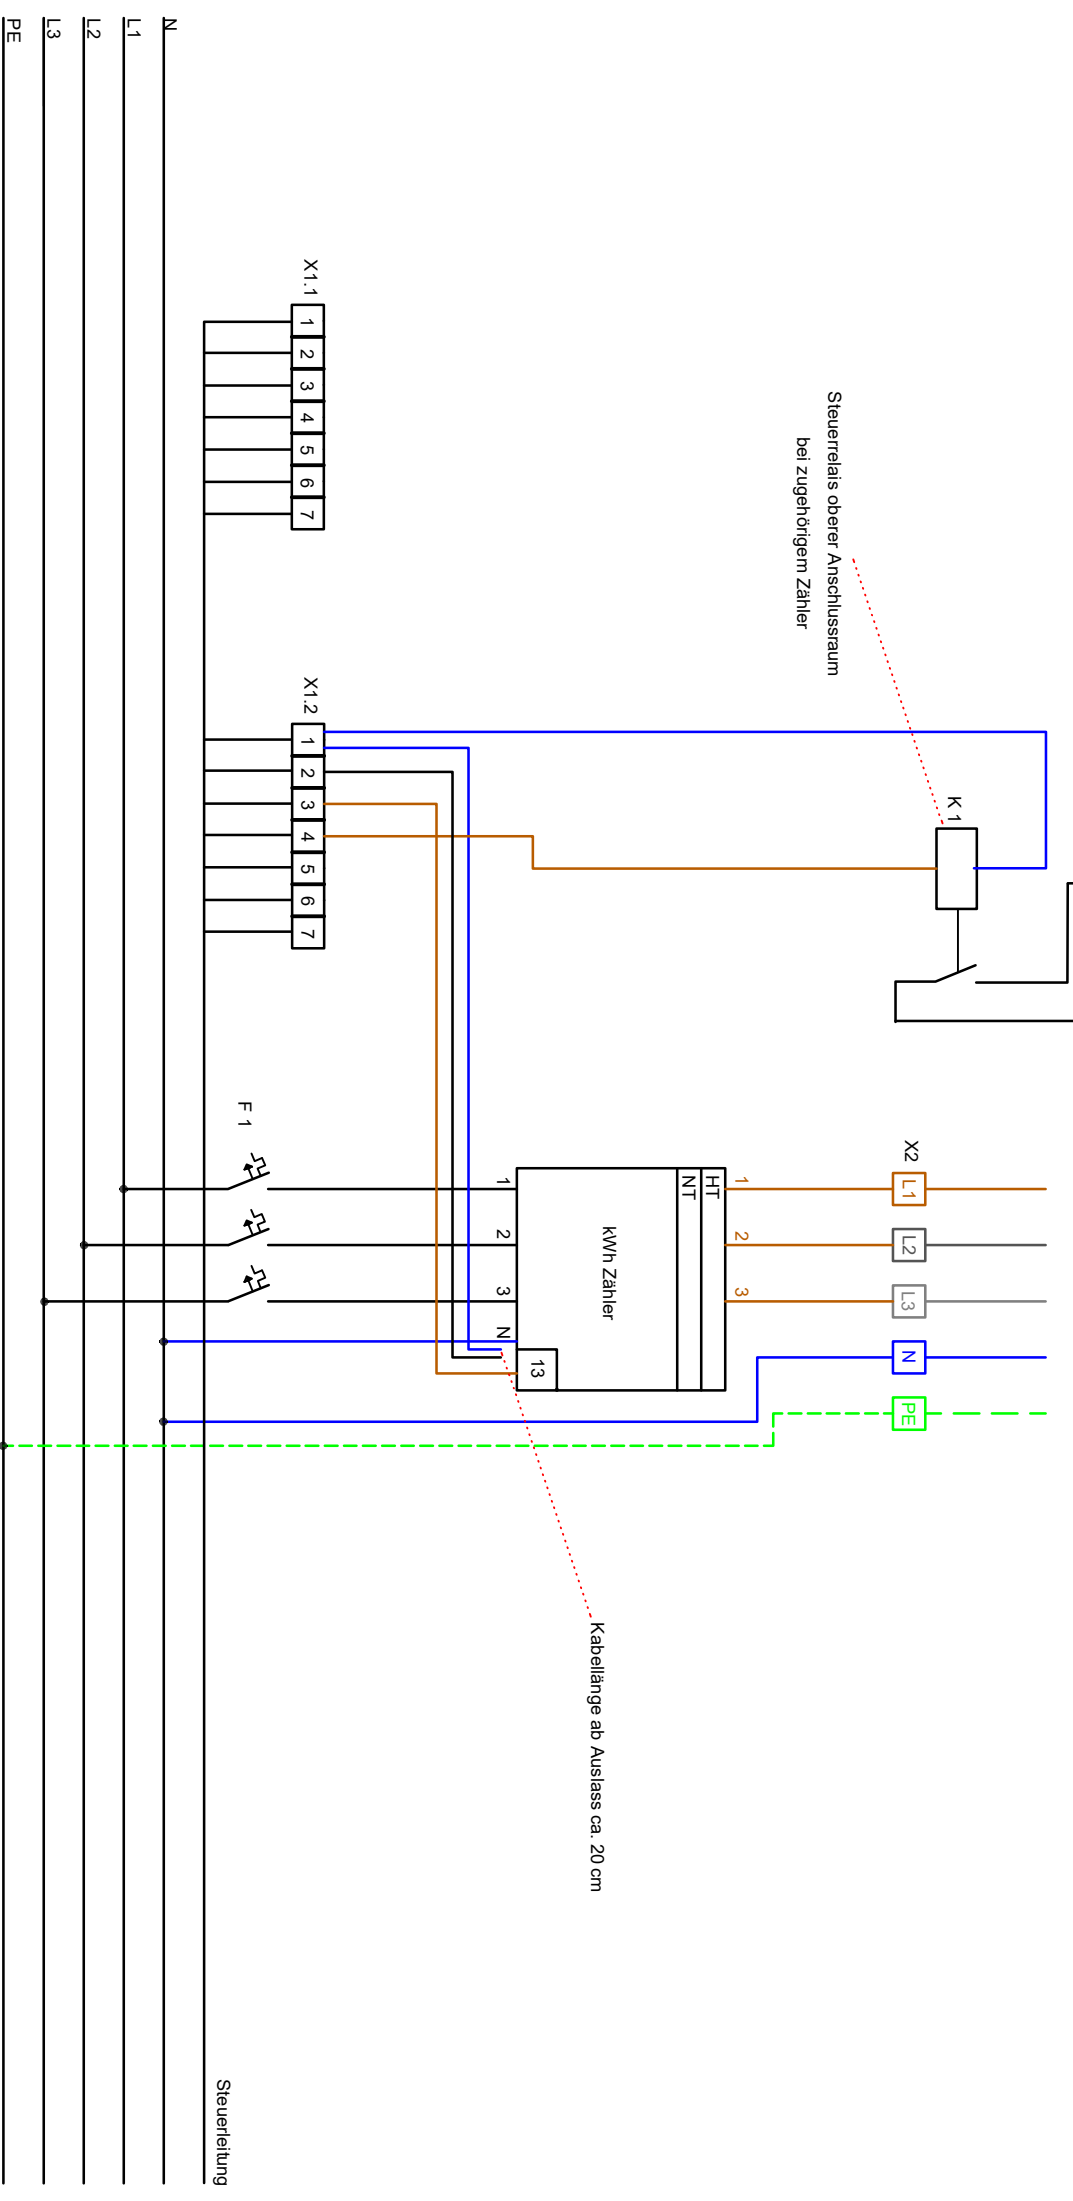 Steuerrelais oberer Anschlussraum
bei zugehörigem Zähler
K 1
X2
L1
L2
L3
N
PE
1
2
3
HT
NT
kWh Zähler
1
2
3
N
13
Kabellänge ab Auslass ca. 20 cm
X1.1
1
2
3
4
5
6
7
X1.2
1
2
3
4
5
6
7
F 1
Steuerleitung
N
L1
L2
L3
PE